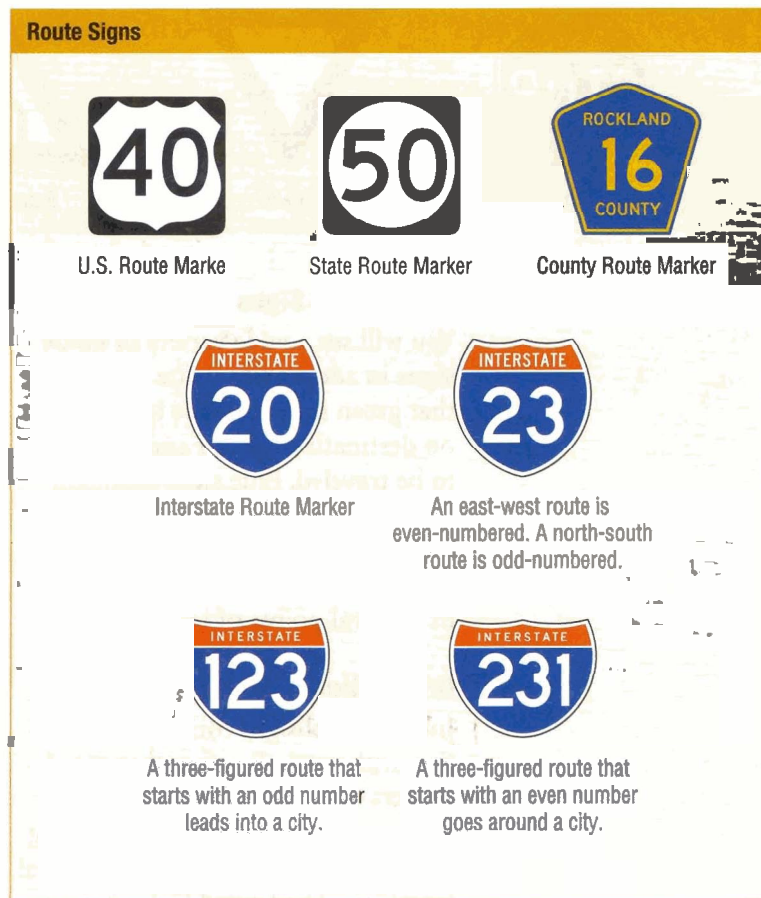 Route Signs
40
50
ROCKLAND
16
COUNTY
U.S. Route Marke
State Route Marker
County Route Marker
INTERSTATE
20
INTERSTATE
23
Interstate Route Marker
An east-west route is
even-numbered. A north-south
route is odd-numbered.
INTERSTATE
123
INTERSTATE
231
A three-figured route that
starts with an odd number
leads into a city.
A three-figured route that
starts with an even number
goes around a city.